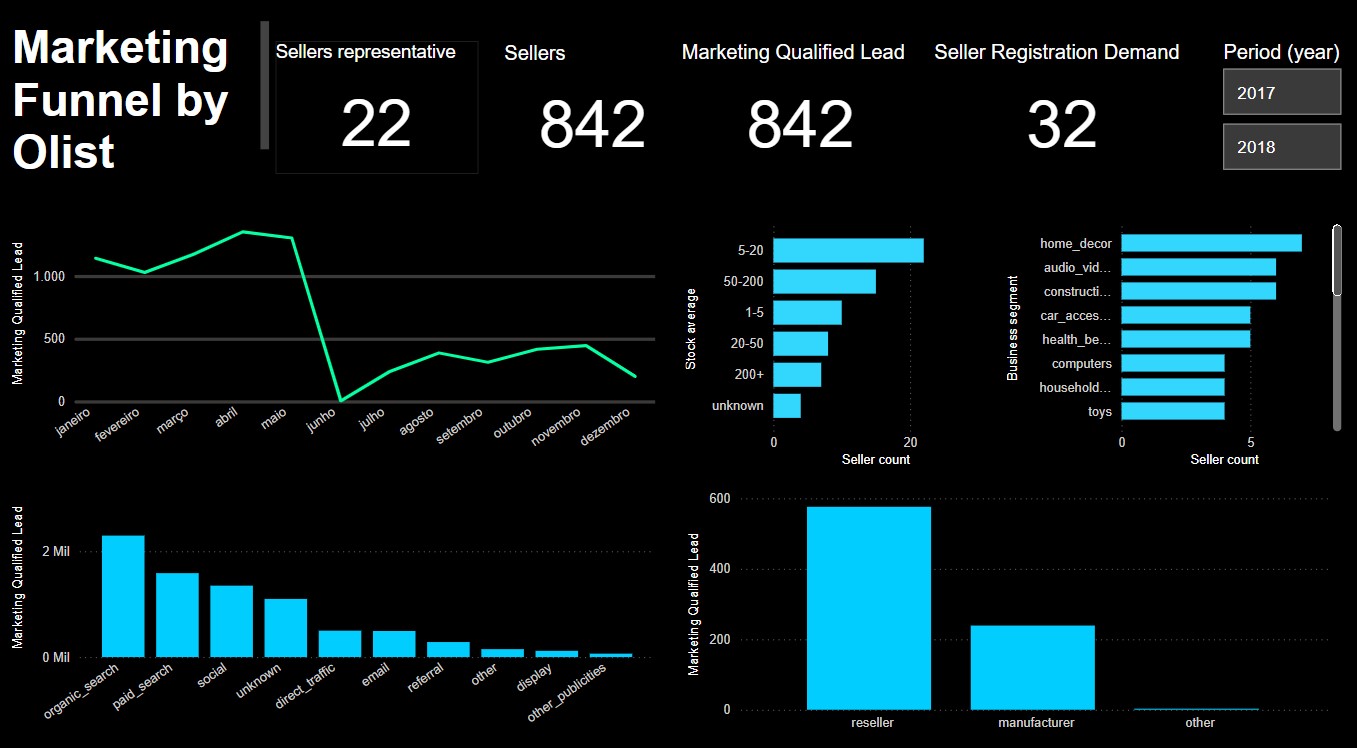 Marketing
Funnel by
Olist
Sellers representative
22
Sellers
842
Marketing Qualified Lead
842
Seller Registration Demand
32
Period (year)
2017
2018
Marketing Qualified Lead
1.000
500
0
janeiro
fevereiro
março
abril
maio
junho
julho
agosto
setembro
outubro
novembro
dezembro
Stock average
5-20
50-200
1-5
20-50
200+
unknown
0
20
Seller count
Business segment
home_decor
audio_vid...
constructi...
car_acces...
health_be...
computers
household...
toys
0
5
Seller count
Marketing Qualified Lead
2 Mil
0 Mil
organic_search
paid_search
social
unknown
direct_traffic
email
referral
other
display
other_publicities
Marketing Qualified Lead
600
400
200
0
reseller
manufacturer
other